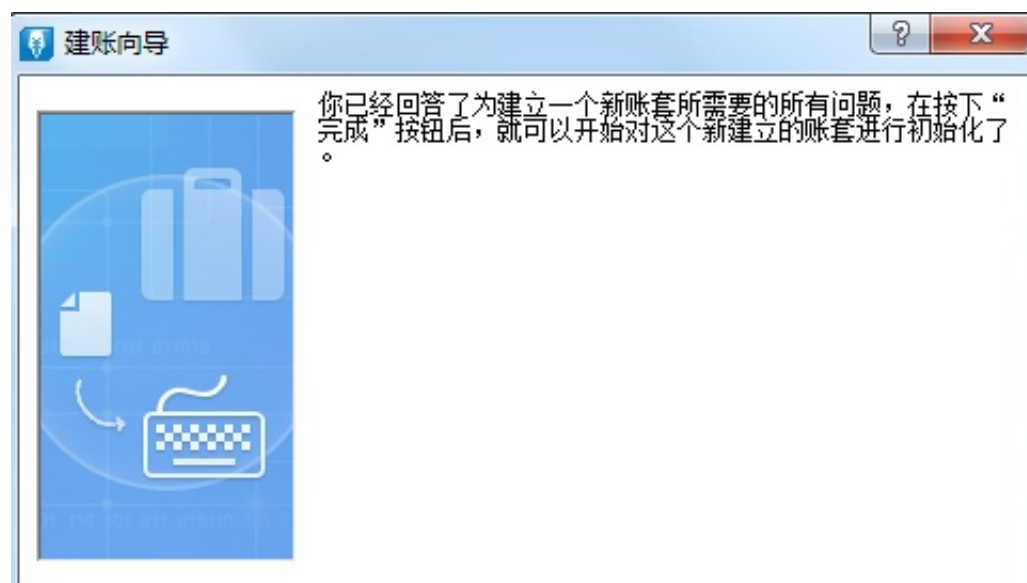 建账向导
你已经回答了为建立一个新账套所需要的所有问题，在按下“
完成”按钮后，就可以开始对这个新建立的账套进行初始化了
。